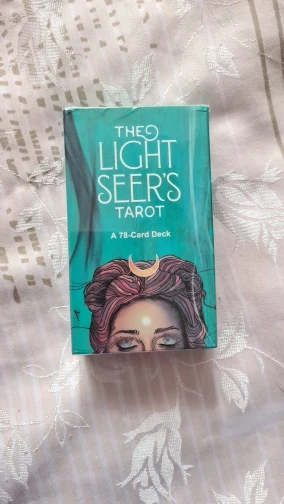 THE
LIGHT
SEER'S
TAROT
A 78-Card Deck